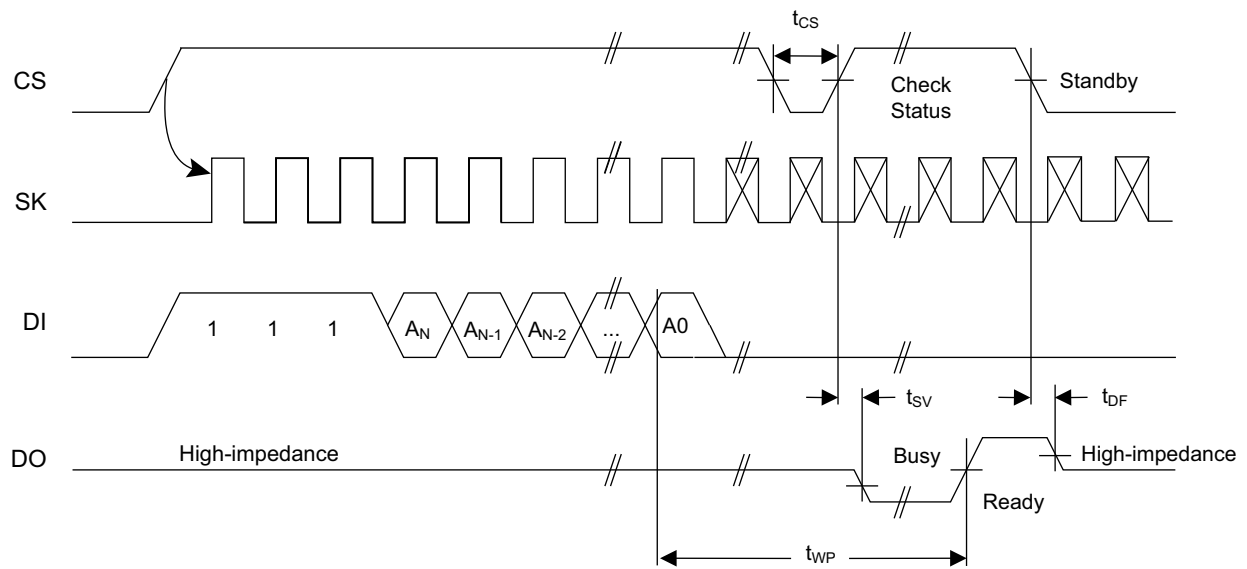 tCS
CS
Check
Status
Standby
SK
DI
1 1 1 AN AN-1 AN-2 ... A0
tSV
tDF
DO
High-impedance
Busy
High-impedance
Ready
tWP